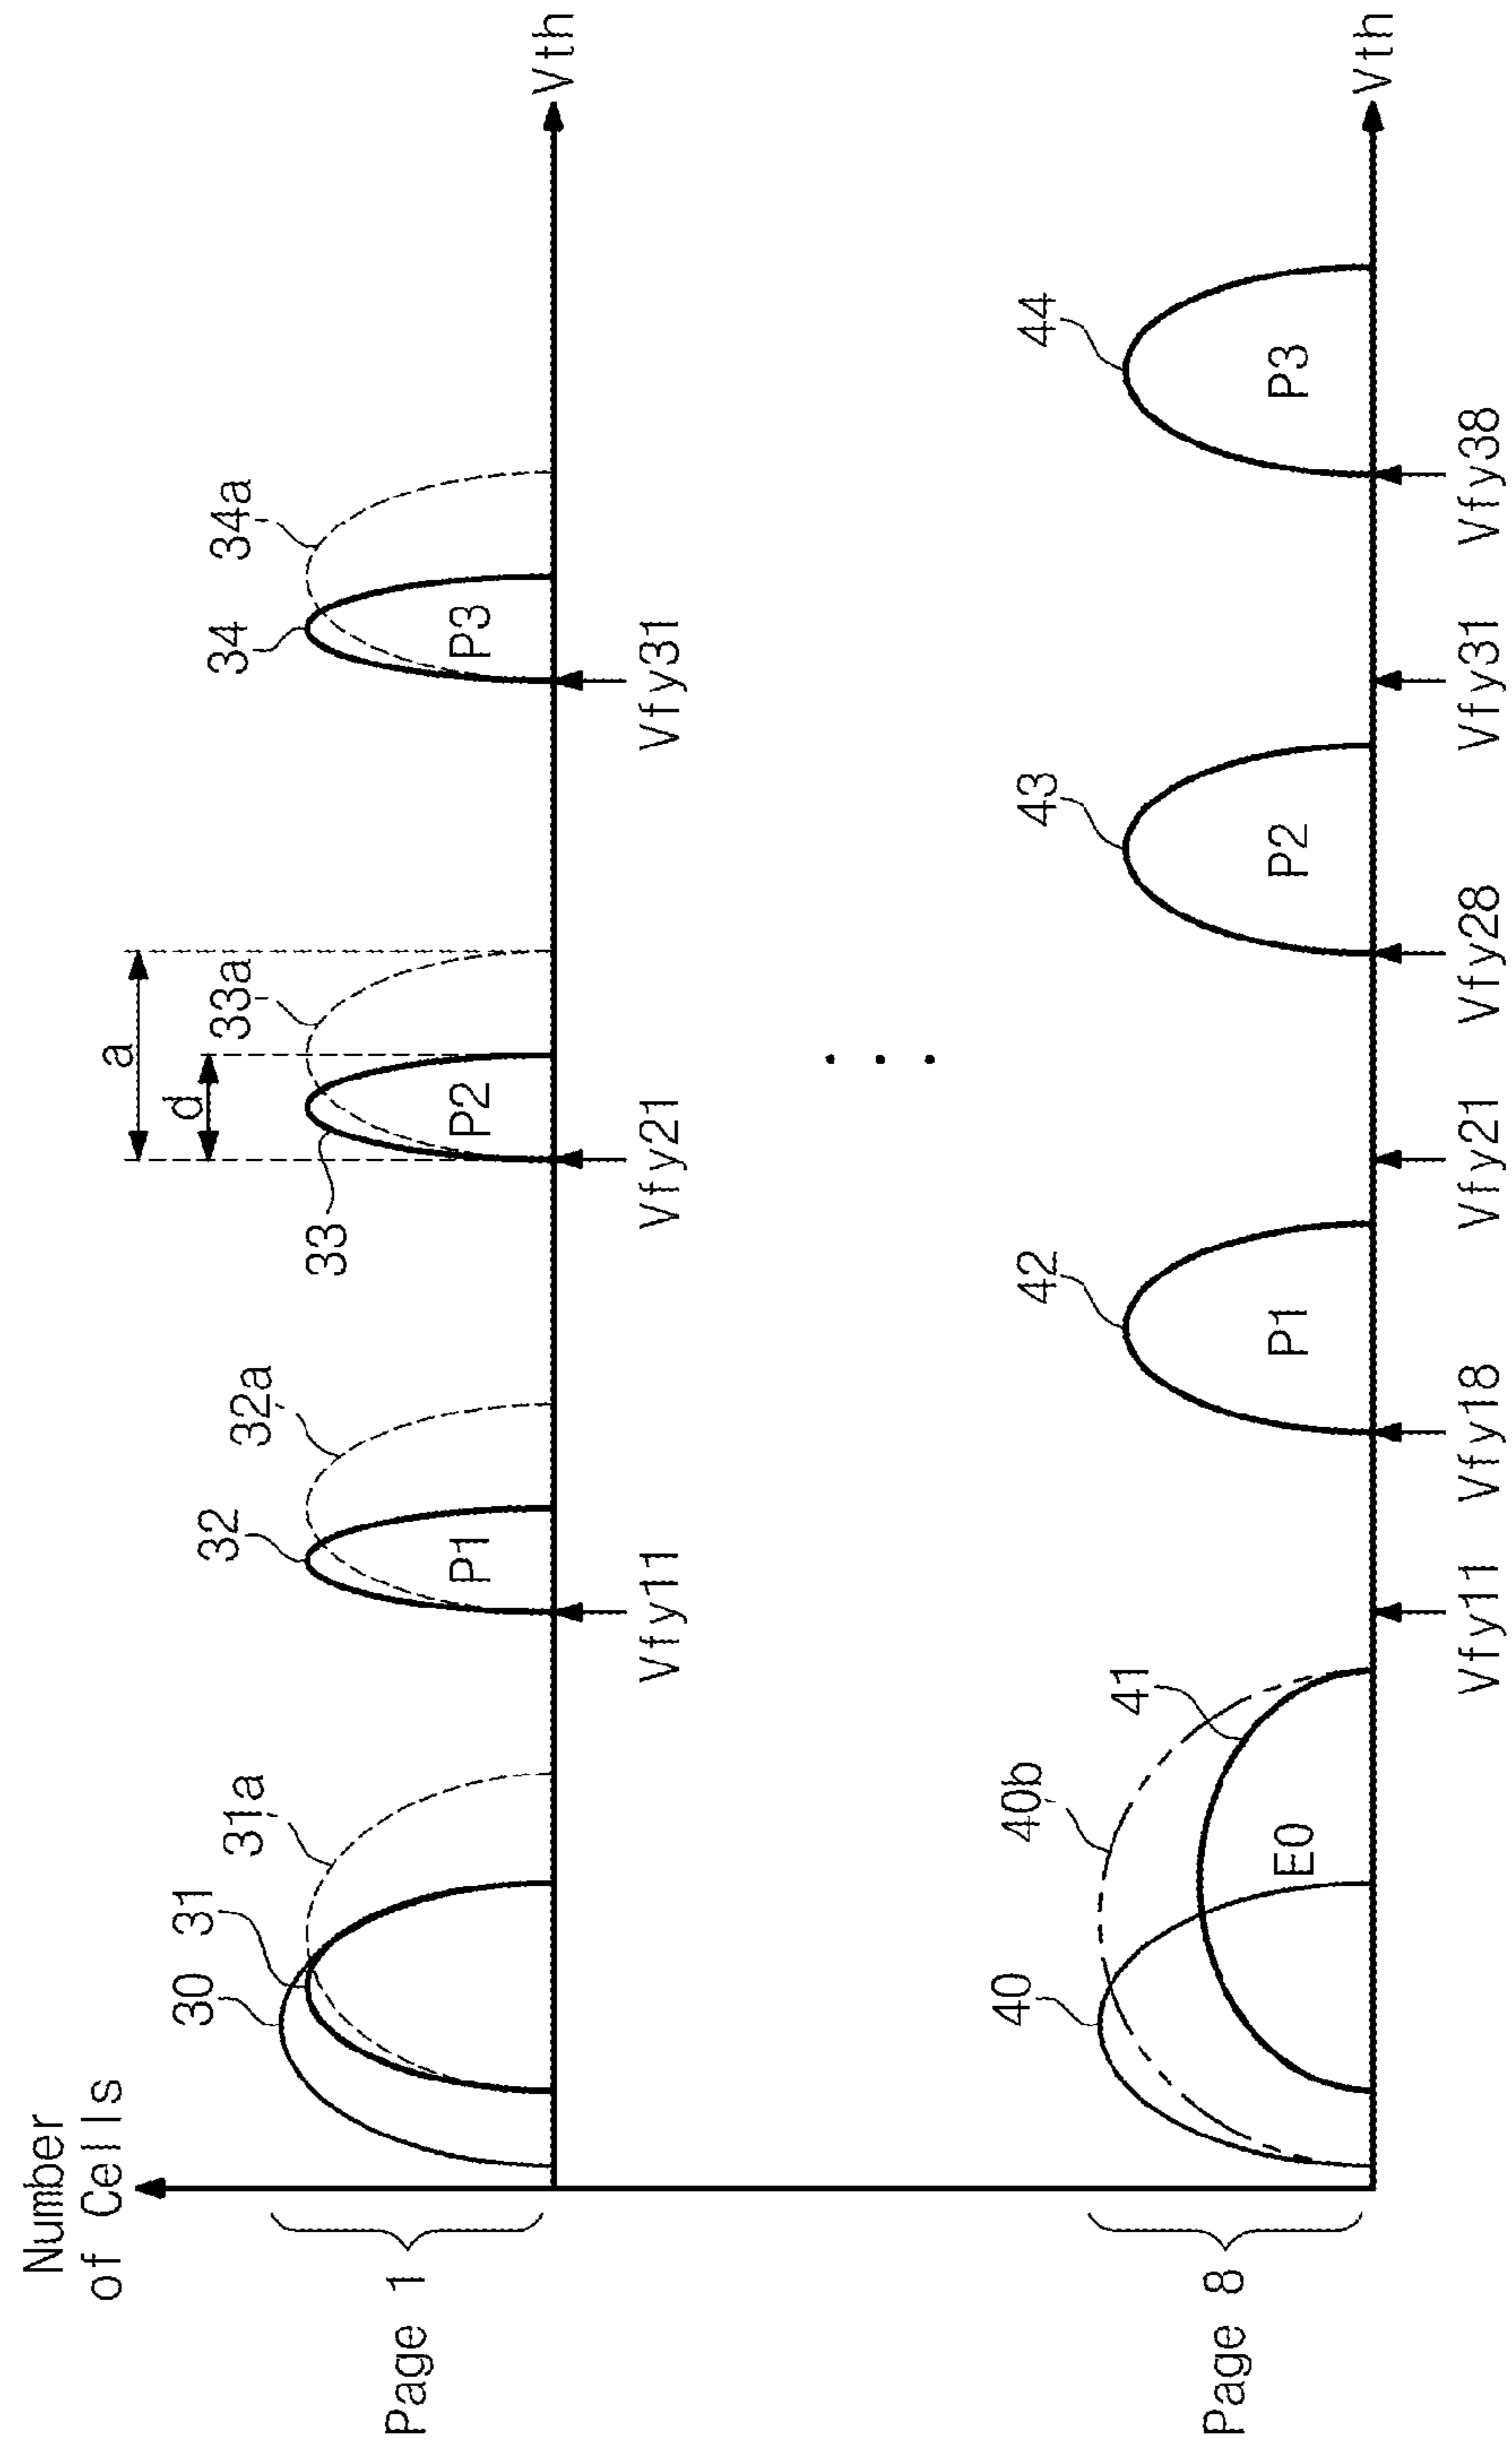 Number
of Cells
Page 1
30
31
31a
32
32a
33
33a
a
d
34
34a
P1
P2
P3
Vth
Vfy11
Vfy21
Vfy31
Page 8
40
40b
41
42
43
44
E0
P1
P2
P3
Vth
Vfy11
Vfy18
Vfy21
Vfy28
Vfy31
Vfy38